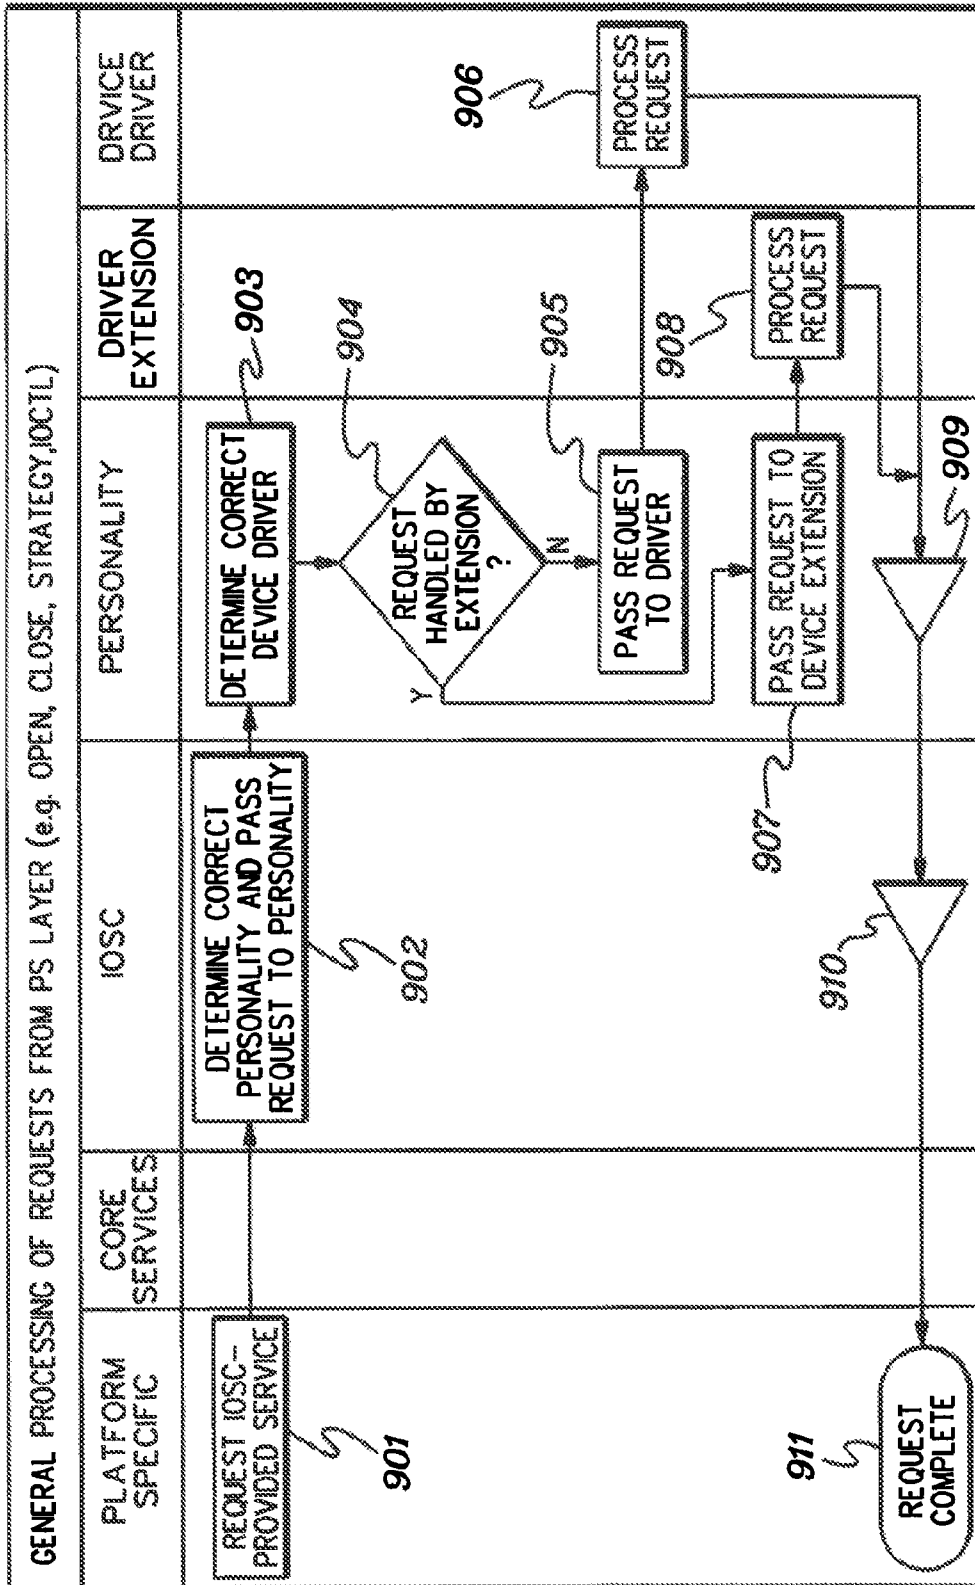 GENERAL PROCESSING OF REQUESTS FROM PS LAYER (e.g. OPEN, CLOSE, STRATEGY,IOCTL)
PLATFORM
SPECIFIC
CORE
SERVICES
IOSC
PERSONALITY
DRIVER
EXTENSION
DRVICE
DRIVER
REQUEST IOSC-
PROVIDED SERVICE
901
DETERMINE CORRECT
PERSONALITY AND PASS
REQUEST TO PERSONALITY
902
DETERMINE CORRECT
DEVICE DRIVER
903
REQUEST
HANDLED BY
EXTENSION
?
904
Y
N
PASS REQUEST
TO DRIVER
905
PROCESS
REQUEST
906
PASS REQUEST TO
DEVICE EXTENSION
907
PROCESS
REQUEST
908
909
910
REQUEST
COMPLETE
911